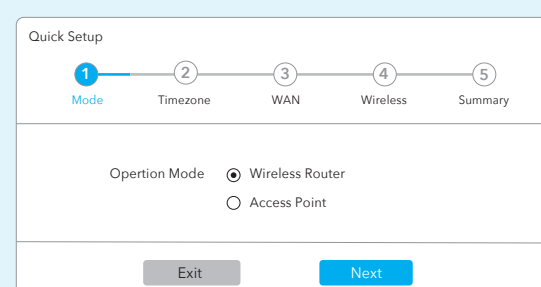 Quick Setup
1 2 3 4 5
Mode Timezone WAN Wireless Summary
Opertion Mode Wireless Router
Access Point
Exit Next